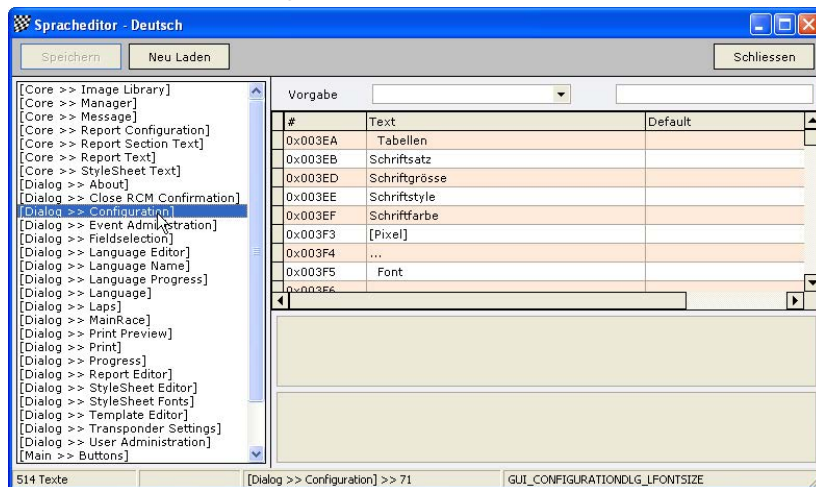 Spracheditor - Deutsch
Speichern
Neu Laden
Schliessen
[Core >> Image Library]
[Core >> Manager]
[Core >> Message]
[Core >> Report Configuration]
[Core >> Report Section Text]
[Core >> Report Text]
[Core >> StyleSheet Text]
[Dialog >> About]
[Dialog >> Close RCM Confirmation]
[Dialog >> Configuration]
[Dialog >> Event Administration]
[Dialog >> Fieldselection]
[Dialog >> Language Editor]
[Dialog >> Language Name]
[Dialog >> Language Progress]
[Dialog >> Language]
[Dialog >> Laps]
[Dialog >> MainRace]
[Dialog >> Print Preview]
[Dialog >> Print]
[Dialog >> Progress]
[Dialog >> Report Editor]
[Dialog >> StyleSheet Editor]
[Dialog >> StyleSheet Fonts]
[Dialog >> Template Editor]
[Dialog >> Transponder Settings]
[Dialog >> User Administration]
[Main >> Buttons]
Vorgabe
# Text Default
0x003EA Tabellen
0x003EB Schriftsatz
0x003ED Schriftgrösse
0x003EE Schriftstyle
0x003EF Schriftfarbe
0x003F3 [Pixel]
0x003F4 ...
0x003F5 Font
0x003F6
514 Texte
[Dialog >> Configuration] >> 71
GUI_CONFIGURATIONDLG_LFONTSIZE